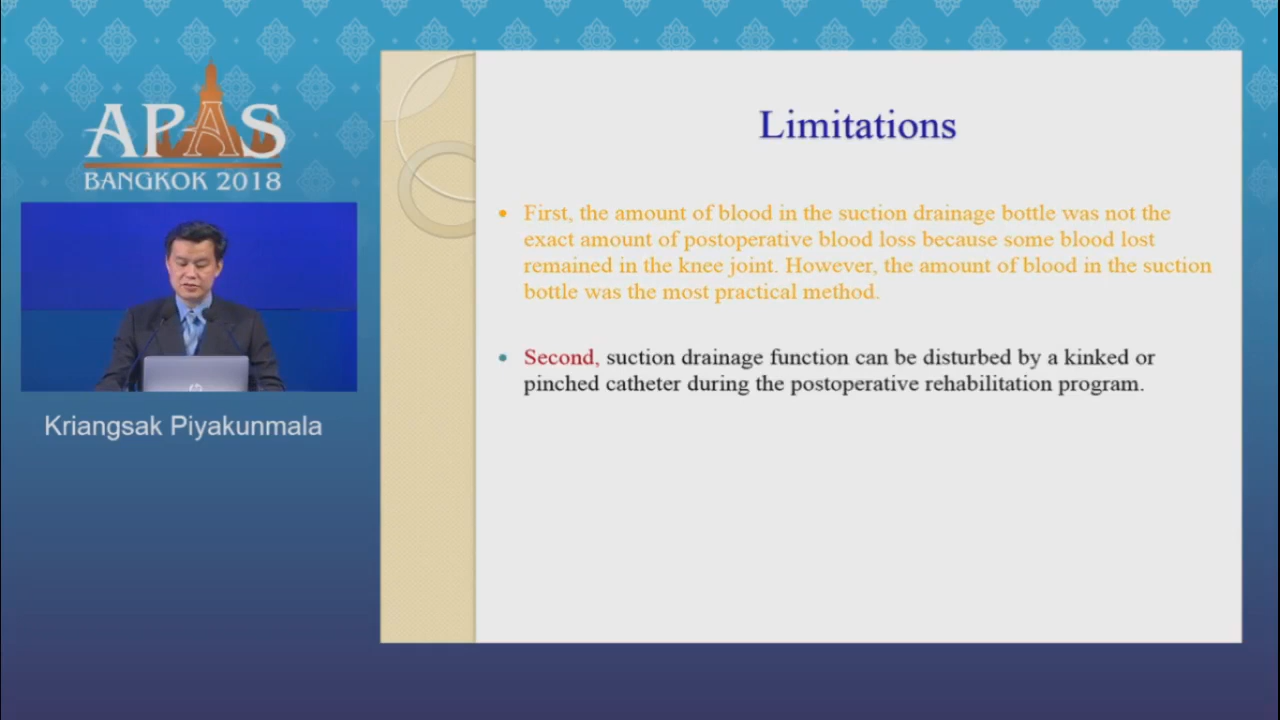 APAS
BANGKOK 2018
Kriangsak Piyakunmala
Limitations
• First, the amount of blood in the suction drainage bottle was not the
exact amount of postoperative blood loss because some blood lost
remained in the knee joint. However, the amount of blood in the suction
bottle was the most practical method.
• Second, suction drainage function can be disturbed by a kinked or
pinched catheter during the postoperative rehabilitation program.